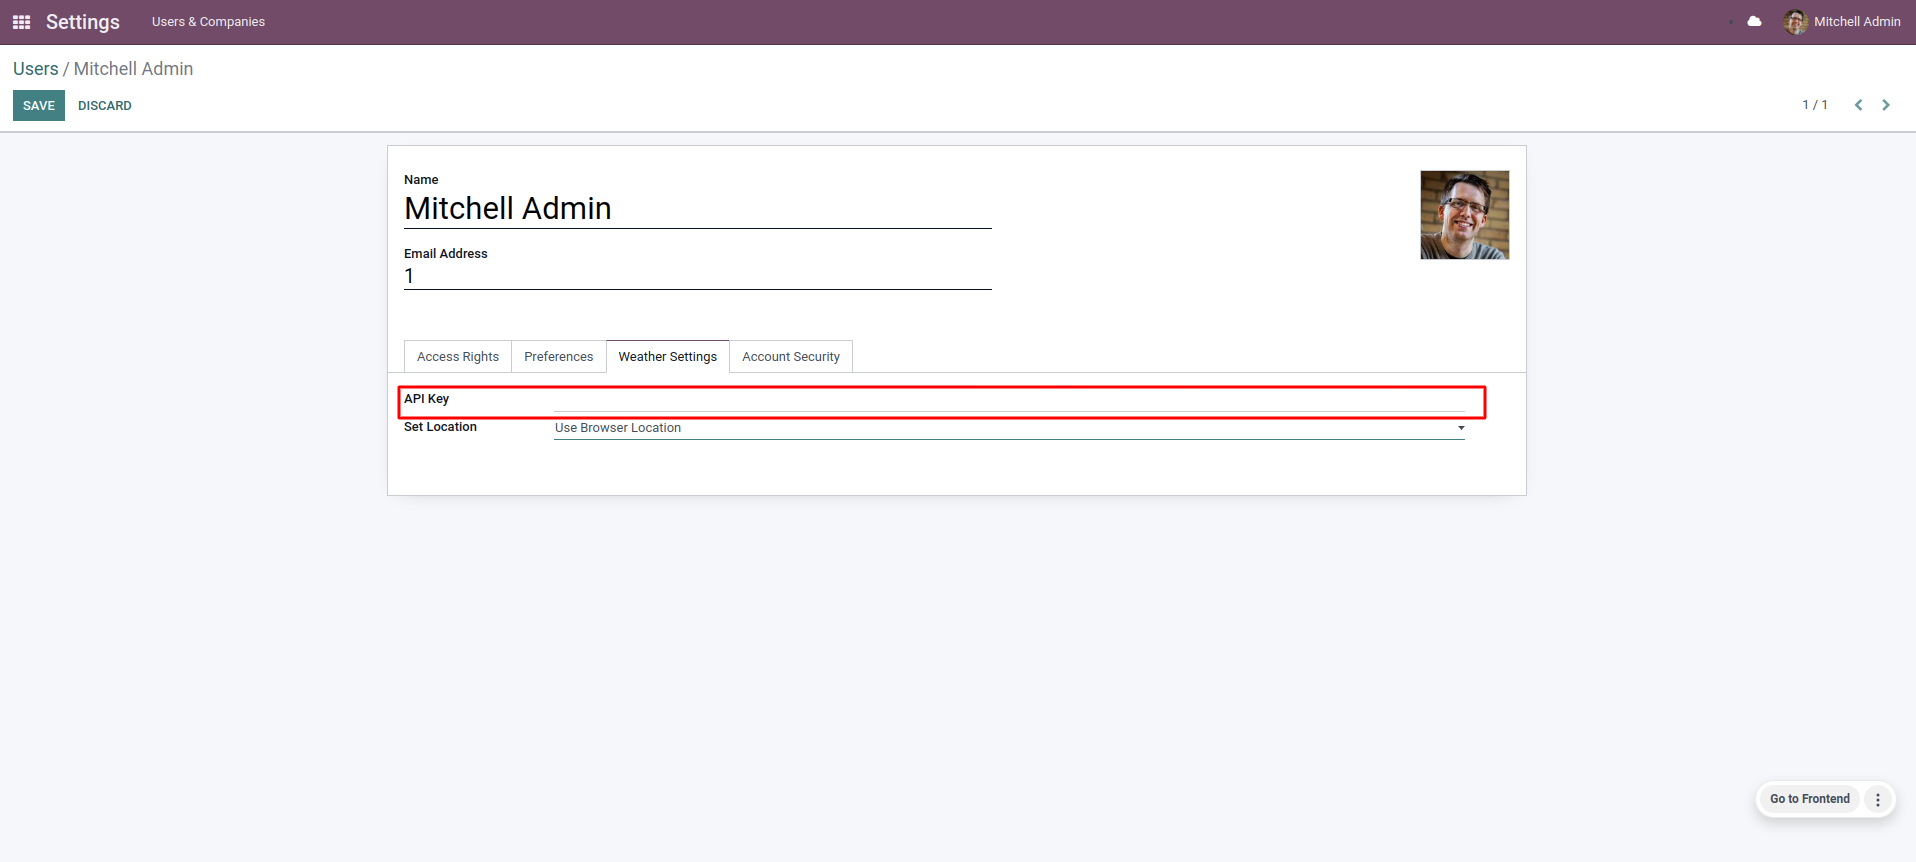 Settings Users & Companies Mitchell Admin
Users / Mitchell Admin
SAVE DISCARD 1 / 1
Name
Mitchell Admin
Email Address
1
Access Rights Preferences Weather Settings Account Security
API Key
Set Location Use Browser Location
Go to Frontend